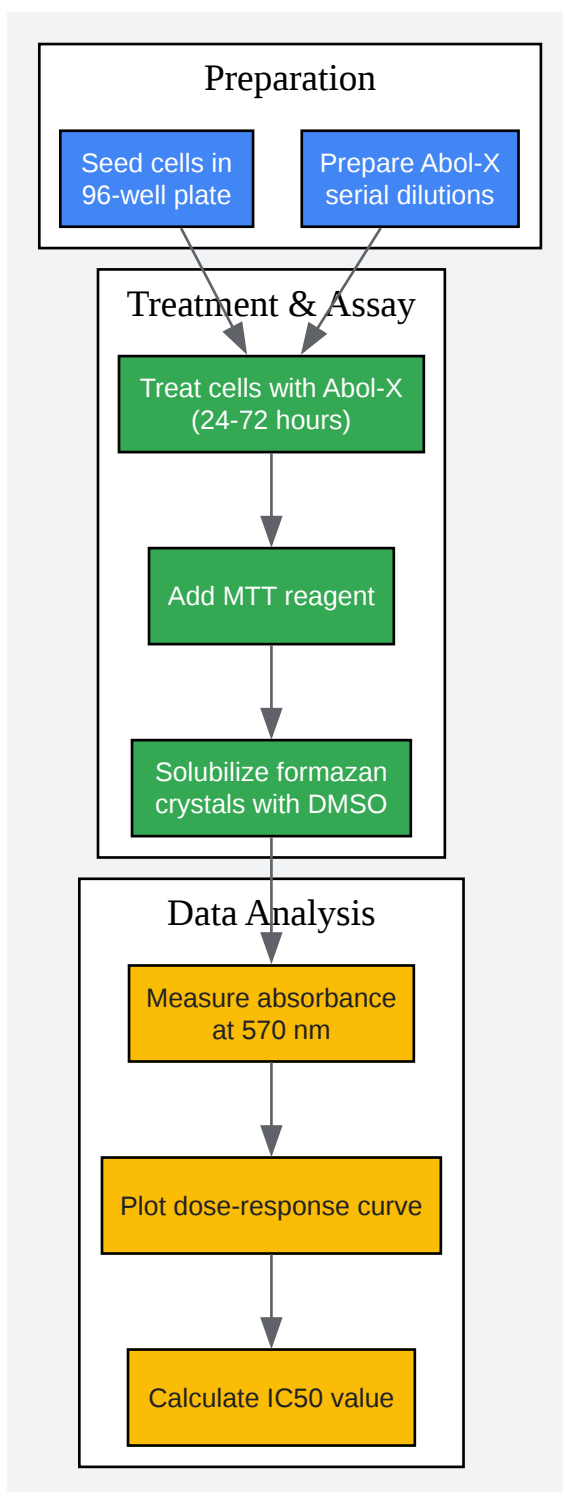 Preparation
Seed cells in
96-well plate
Prepare Abol-X
serial dilutions
Treatment & Assay
Treat cells with Abol-X
(24-72 hours)
Add MTT reagent
Solubilize formazan
crystals with DMSO
Data Analysis
Measure absorbance
at 570 nm
Plot dose-response curve
Calculate IC50 value